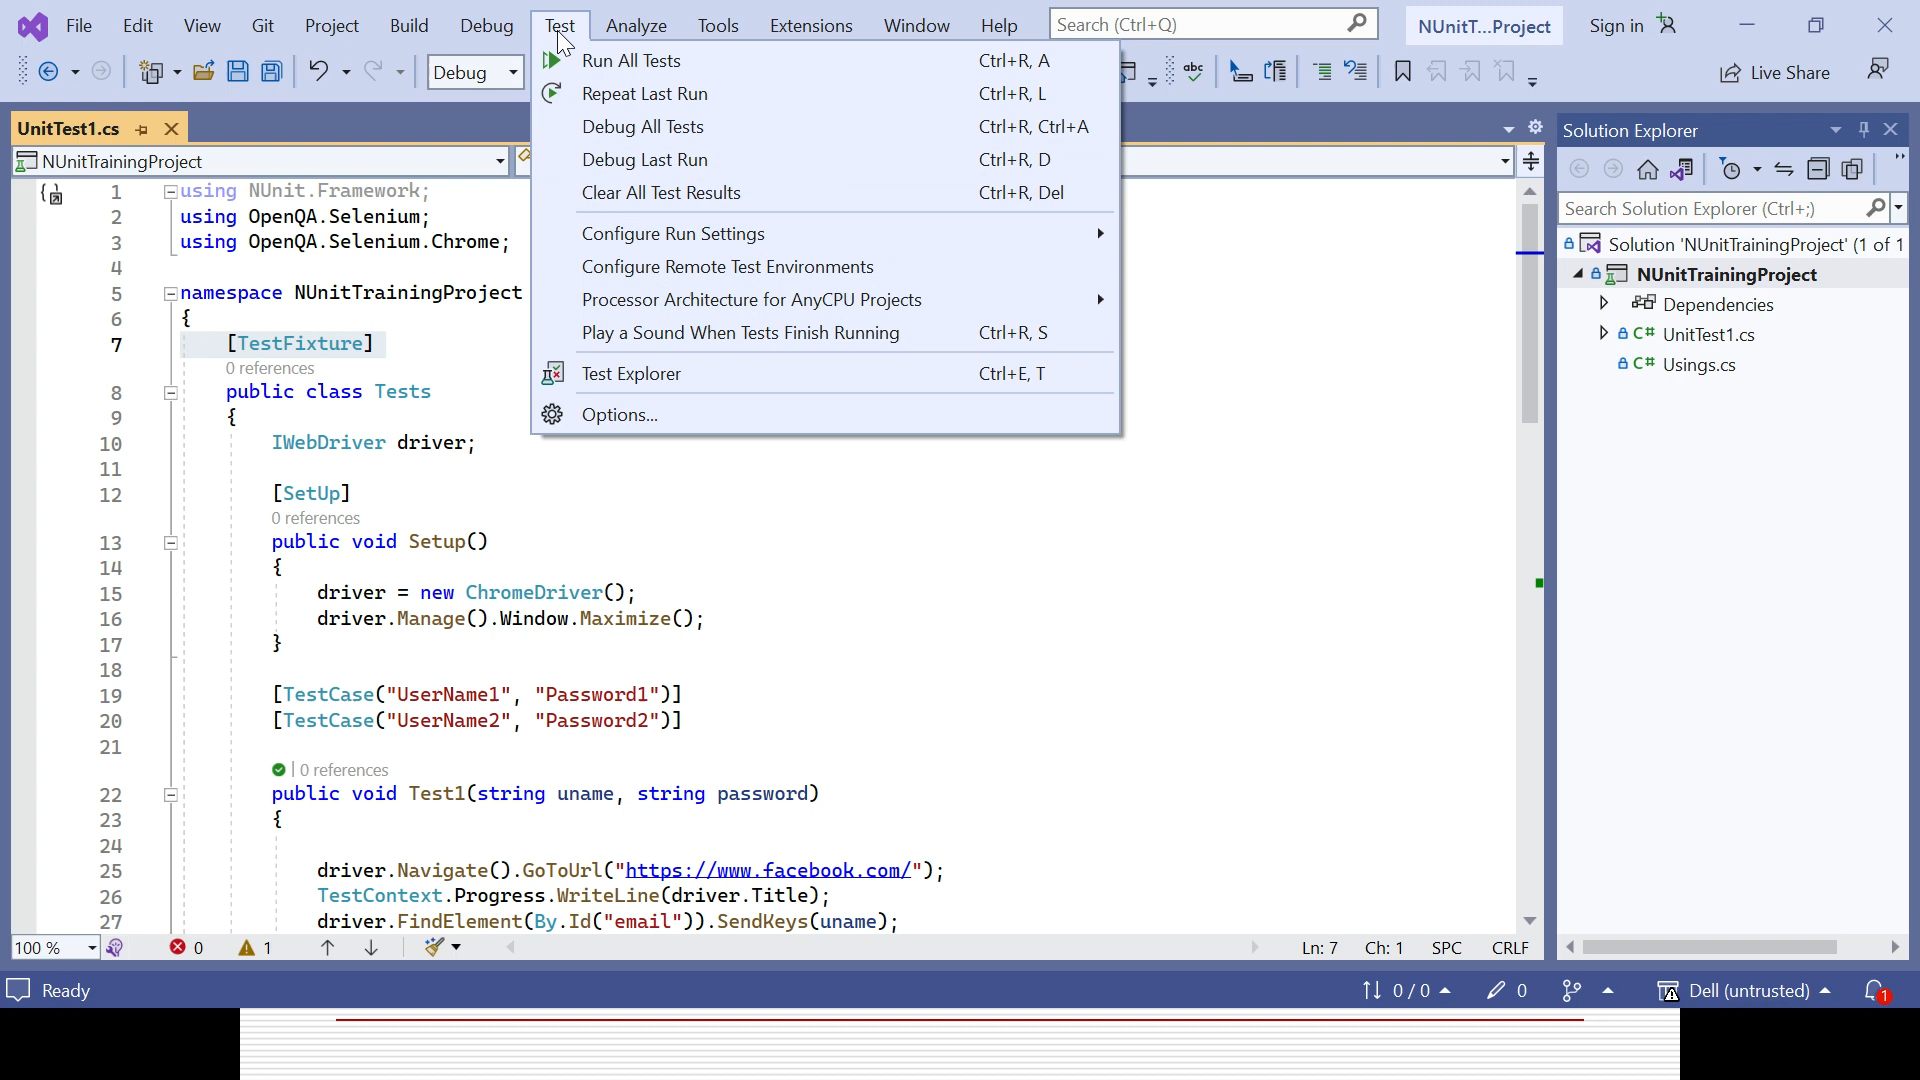 File Edit View Git Project Build Debug Test Analyze Tools Extensions Window Help Search (Ctrl+Q) NUnitT...Project Sign in
Debug Live Share
Run All Tests Ctrl+R, A
Repeat Last Run Ctrl+R, L
Debug All Tests Ctrl+R, Ctrl+A
Debug Last Run Ctrl+R, D
Clear All Test Results Ctrl+R, Del
Configure Run Settings
Configure Remote Test Environments
Processor Architecture for AnyCPU Projects
Play a Sound When Tests Finish Running Ctrl+R, S
Test Explorer Ctrl+E, T
Options...
UnitTest1.cs
NUnitTrainingProject
1 using NUnit.Framework;
2 using OpenQA.Selenium;
3 using OpenQA.Selenium.Chrome;
4
5 namespace NUnitTrainingProject
6 {
7 [TestFixture]
0 references
8 public class Tests
9 {
10 IWebDriver driver;
11
12 [SetUp]
0 references
13 public void Setup()
14 {
15 driver = new ChromeDriver();
16 driver.Manage().Window.Maximize();
17 }
18
19 [TestCase("UserName1", "Password1")]
20 [TestCase("UserName2", "Password2")]
21
0 references
22 public void Test1(string uname, string password)
23 {
24
25 driver.Navigate().GoToUrl("https://www.facebook.com/");
26 TestContext.Progress.WriteLine(driver.Title);
27 driver.FindElement(By.Id("email")).SendKeys(uname);
100 % 0 1 Ln: 7 Ch: 1 SPC CRLF
Solution Explorer
Search Solution Explorer (Ctrl+;)
Solution 'NUnitTrainingProject' (1 of 1
NUnitTrainingProject
Dependencies
C# UnitTest1.cs
C# Usings.cs
Ready 0 / 0 0 Dell (untrusted) 1
abc